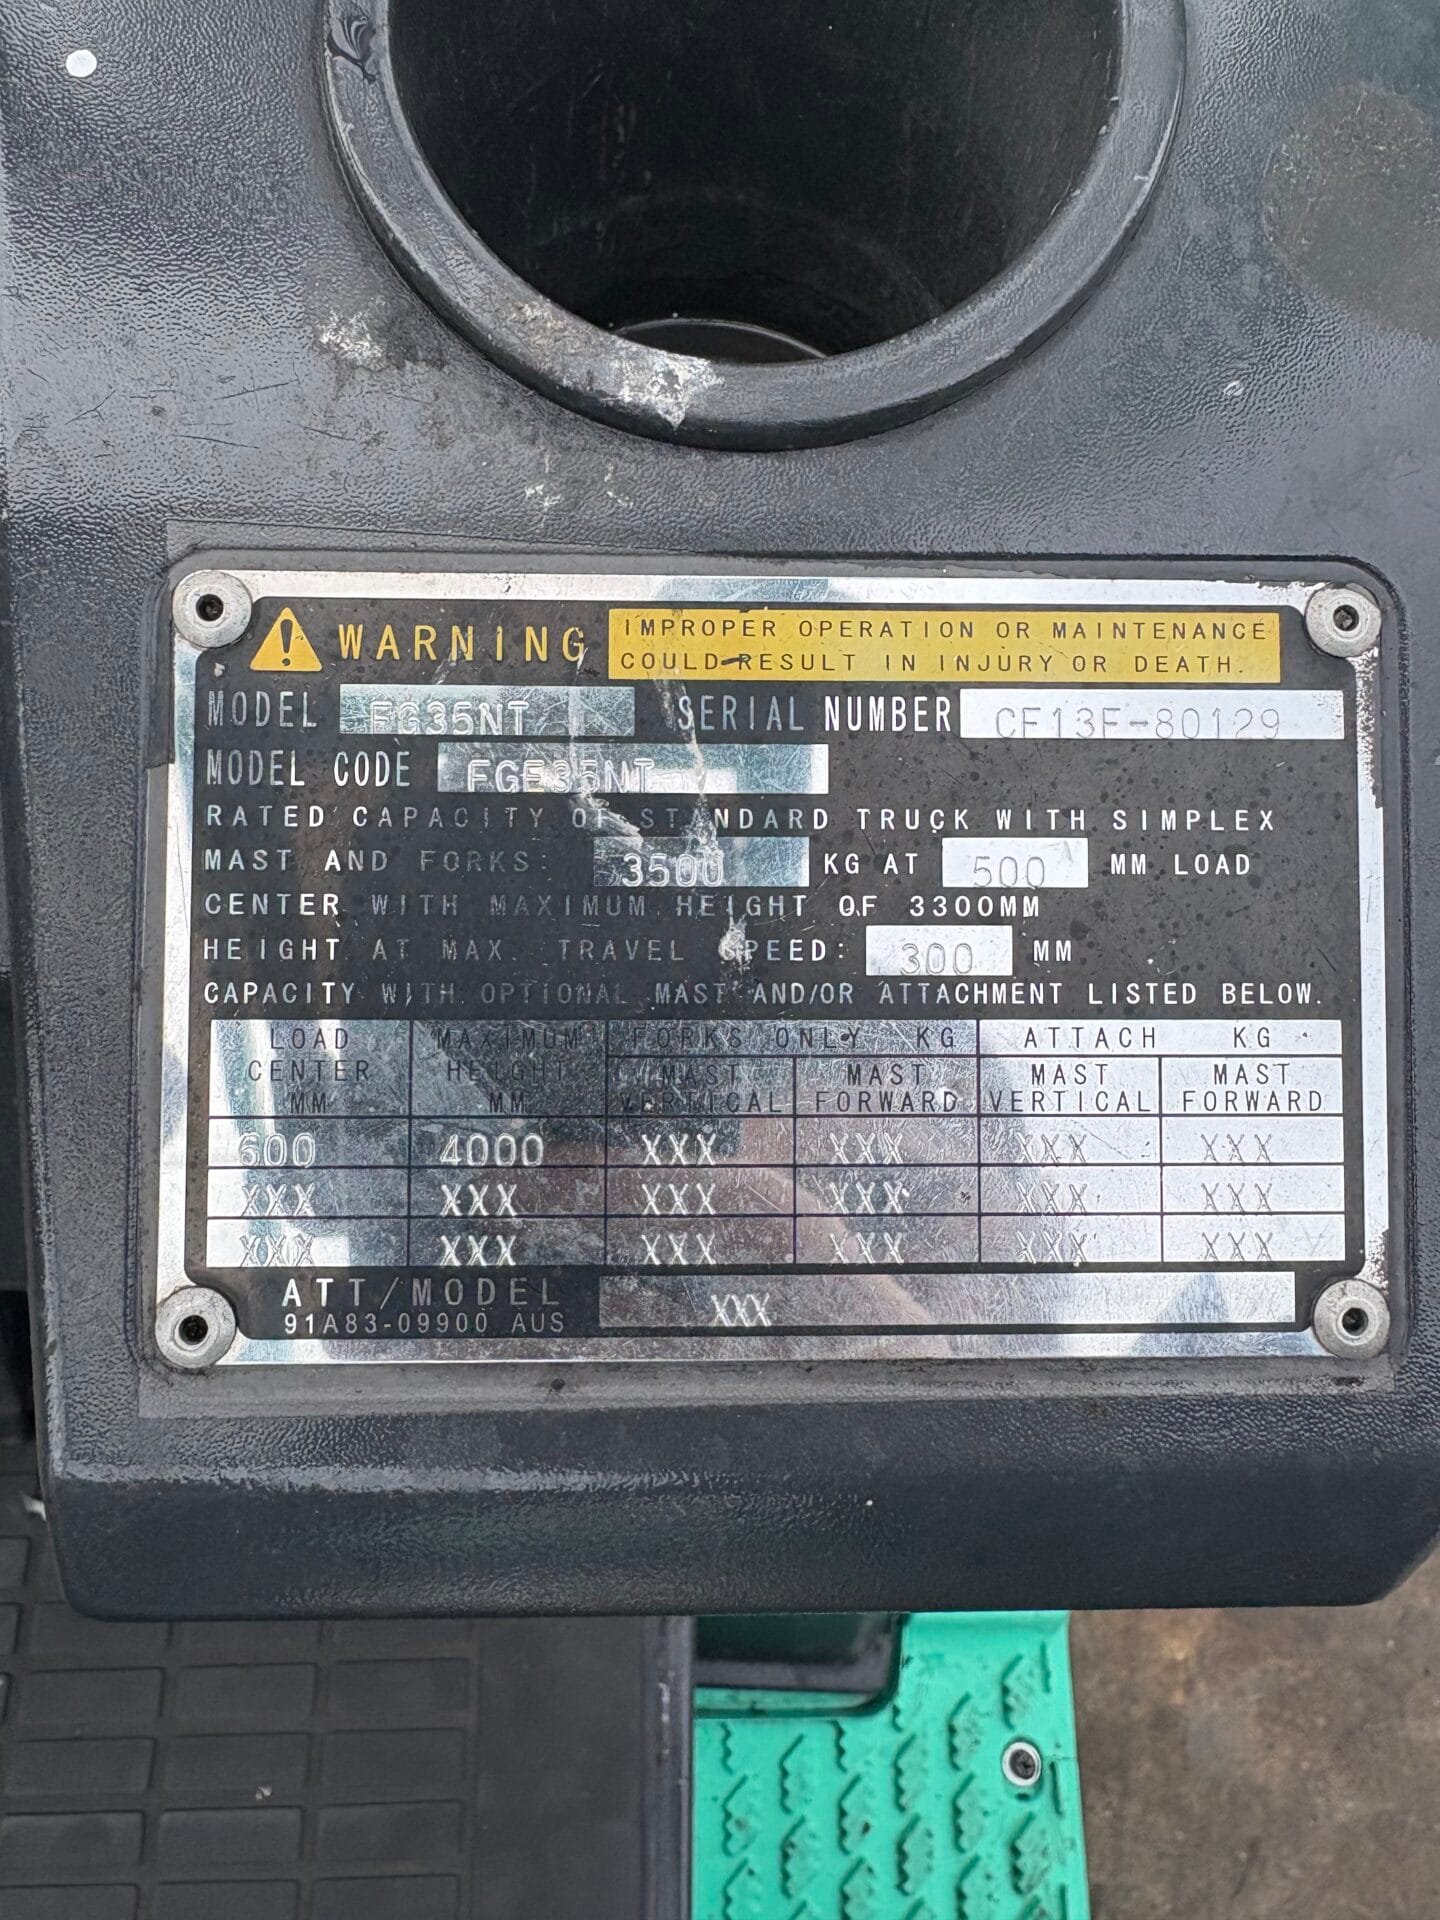 WARNING
IMPROPER OPERATION OR MAINTENANCE
COULD RESULT IN INJURY OR DEATH.
MODEL FG35NT SERIAL NUMBER CF13F-80129
MODEL CODE FGE35NT
RATED CAPACITY OF STANDARD TRUCK WITH SIMPLEX
MAST AND FORKS: 3500 KG AT 500 MM LOAD
CENTER WITH MAXIMUM HEIGHT OF 3300MM
HEIGHT AT MAX. TRAVEL SPEED: 300 MM
CAPACITY WITH OPTIONAL MAST AND/OR ATTACHMENT LISTED BELOW.
LOAD CENTER MM MAXIMUM HEIGHT MM FORKS ONLY KG ATTACH KG
MAST VERTICAL MAST FORWARD MAST VERTICAL MAST FORWARD
600 4000 XXX XXX XXX XXX
XXX XXX XXX XXX XXX XXX
XXX XXX XXX XXX XXX XXX
ATT/MODEL XXX
91A83-09900 AUS